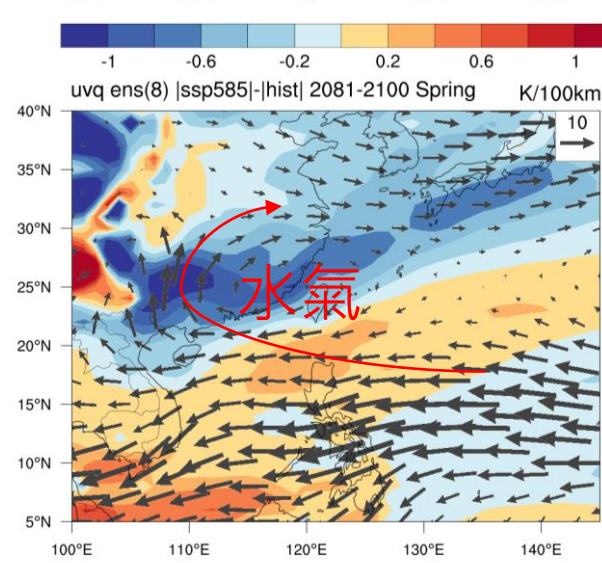 -1 -0.6 -0.2 0.2 0.6 1
uvq ens(8) |ssp585|-|hist| 2081-2100 Spring K/100km
10
40°N
35°N
30°N
25°N
20°N
15°N
10°N
5°N
水氣
100°E 110°E 120°E 130°E 140°E